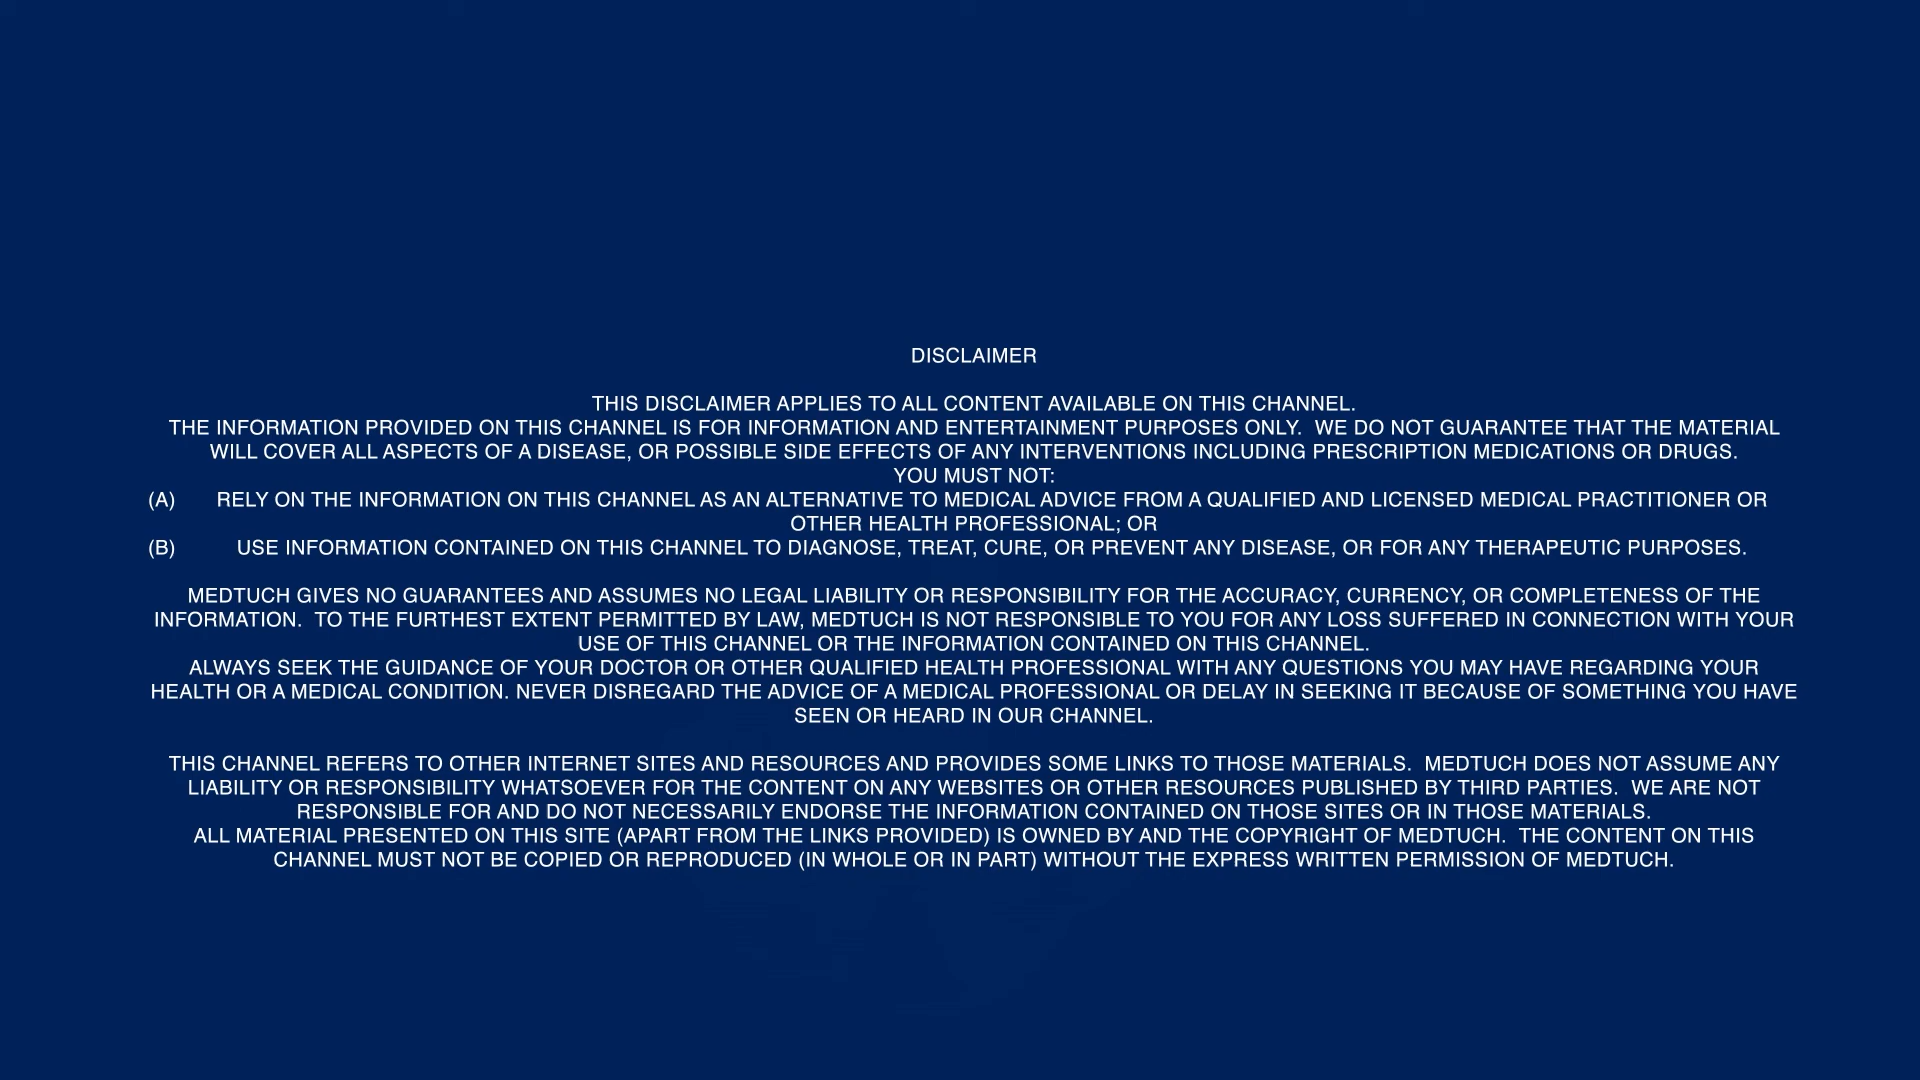 DISCLAIMER
THIS DISCLAIMER APPLIES TO ALL CONTENT AVAILABLE ON THIS CHANNEL.
THE INFORMATION PROVIDED ON THIS CHANNEL IS FOR INFORMATION AND ENTERTAINMENT PURPOSES ONLY.  WE DO NOT GUARANTEE THAT THE MATERIAL
WILL COVER ALL ASPECTS OF A DISEASE, OR POSSIBLE SIDE EFFECTS OF ANY INTERVENTIONS INCLUDING PRESCRIPTION MEDICATIONS OR DRUGS.
YOU MUST NOT:
(A) RELY ON THE INFORMATION ON THIS CHANNEL AS AN ALTERNATIVE TO MEDICAL ADVICE FROM A QUALIFIED AND LICENSED MEDICAL PRACTITIONER OR
OTHER HEALTH PROFESSIONAL; OR
(B) USE INFORMATION CONTAINED ON THIS CHANNEL TO DIAGNOSE, TREAT, CURE, OR PREVENT ANY DISEASE, OR FOR ANY THERAPEUTIC PURPOSES.
MEDTUCH GIVES NO GUARANTEES AND ASSUMES NO LEGAL LIABILITY OR RESPONSIBILITY FOR THE ACCURACY, CURRENCY, OR COMPLETENESS OF THE
INFORMATION.  TO THE FURTHEST EXTENT PERMITTED BY LAW, MEDTUCH IS NOT RESPONSIBLE TO YOU FOR ANY LOSS SUFFERED IN CONNECTION WITH YOUR
USE OF THIS CHANNEL OR THE INFORMATION CONTAINED ON THIS CHANNEL.
ALWAYS SEEK THE GUIDANCE OF YOUR DOCTOR OR OTHER QUALIFIED HEALTH PROFESSIONAL WITH ANY QUESTIONS YOU MAY HAVE REGARDING YOUR
HEALTH OR A MEDICAL CONDITION. NEVER DISREGARD THE ADVICE OF A MEDICAL PROFESSIONAL OR DELAY IN SEEKING IT BECAUSE OF SOMETHING YOU HAVE
SEEN OR HEARD IN OUR CHANNEL.
THIS CHANNEL REFERS TO OTHER INTERNET SITES AND RESOURCES AND PROVIDES SOME LINKS TO THOSE MATERIALS.  MEDTUCH DOES NOT ASSUME ANY
LIABILITY OR RESPONSIBILITY WHATSOEVER FOR THE CONTENT ON ANY WEBSITES OR OTHER RESOURCES PUBLISHED BY THIRD PARTIES.  WE ARE NOT
RESPONSIBLE FOR AND DO NOT NECESSARILY ENDORSE THE INFORMATION CONTAINED ON THOSE SITES OR IN THOSE MATERIALS.
ALL MATERIAL PRESENTED ON THIS SITE (APART FROM THE LINKS PROVIDED) IS OWNED BY AND THE COPYRIGHT OF MEDTUCH.  THE CONTENT ON THIS
CHANNEL MUST NOT BE COPIED OR REPRODUCED (IN WHOLE OR IN PART) WITHOUT THE EXPRESS WRITTEN PERMISSION OF MEDTUCH.